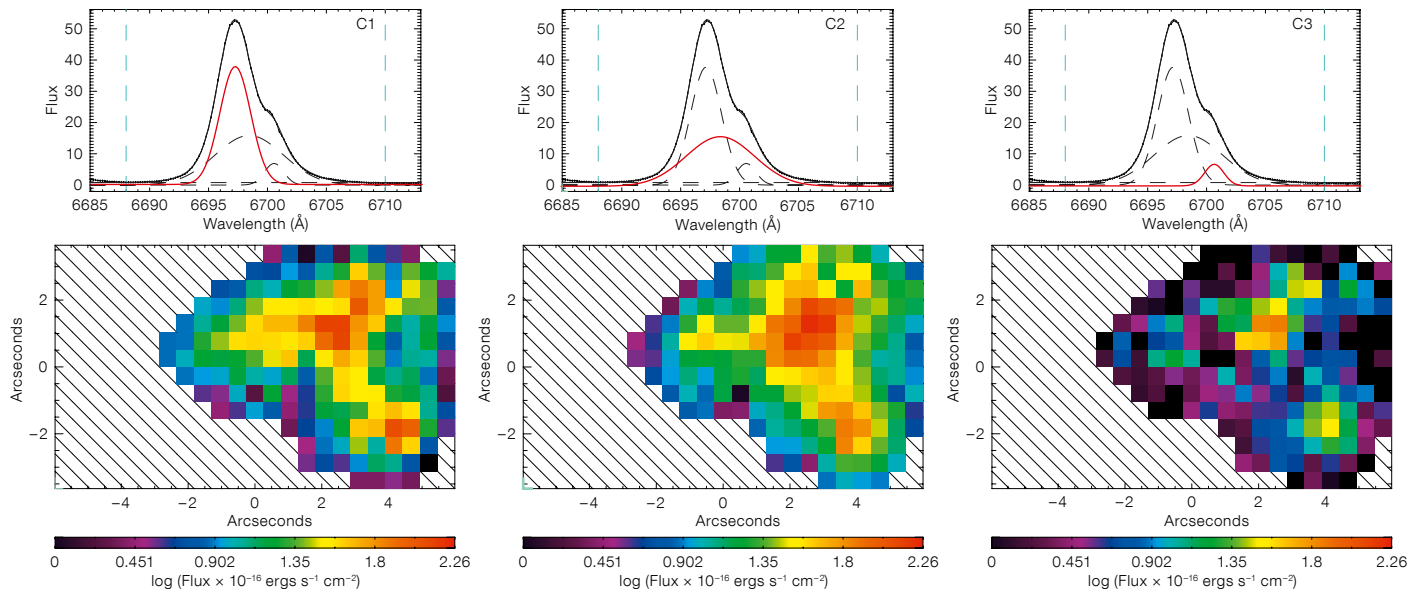 C1
C2
C3
50
40
30
20
10
0
Flux
6685 6690 6695 6700 6705 6710
Wavelength (Å)
50
40
30
20
10
0
Flux
6685 6690 6695 6700 6705 6710
Wavelength (Å)
50
40
30
20
10
0
Flux
6685 6690 6695 6700 6705 6710
Wavelength (Å)
2
0
−2
Arcseconds
−4 −2 0 2 4
Arcseconds
2
0
−2
Arcseconds
−4 −2 0 2 4
Arcseconds
2
0
−2
Arcseconds
−4 −2 0 2 4
Arcseconds
0 0.451 0.902 1.35 1.8 2.26
log (Flux × 10⁻¹⁶ ergs s⁻¹ cm⁻²)
0 0.451 0.902 1.35 1.8 2.26
log (Flux × 10⁻¹⁶ ergs s⁻¹ cm⁻²)
0 0.451 0.902 1.35 1.8 2.26
log (Flux × 10⁻¹⁶ ergs s⁻¹ cm⁻²)